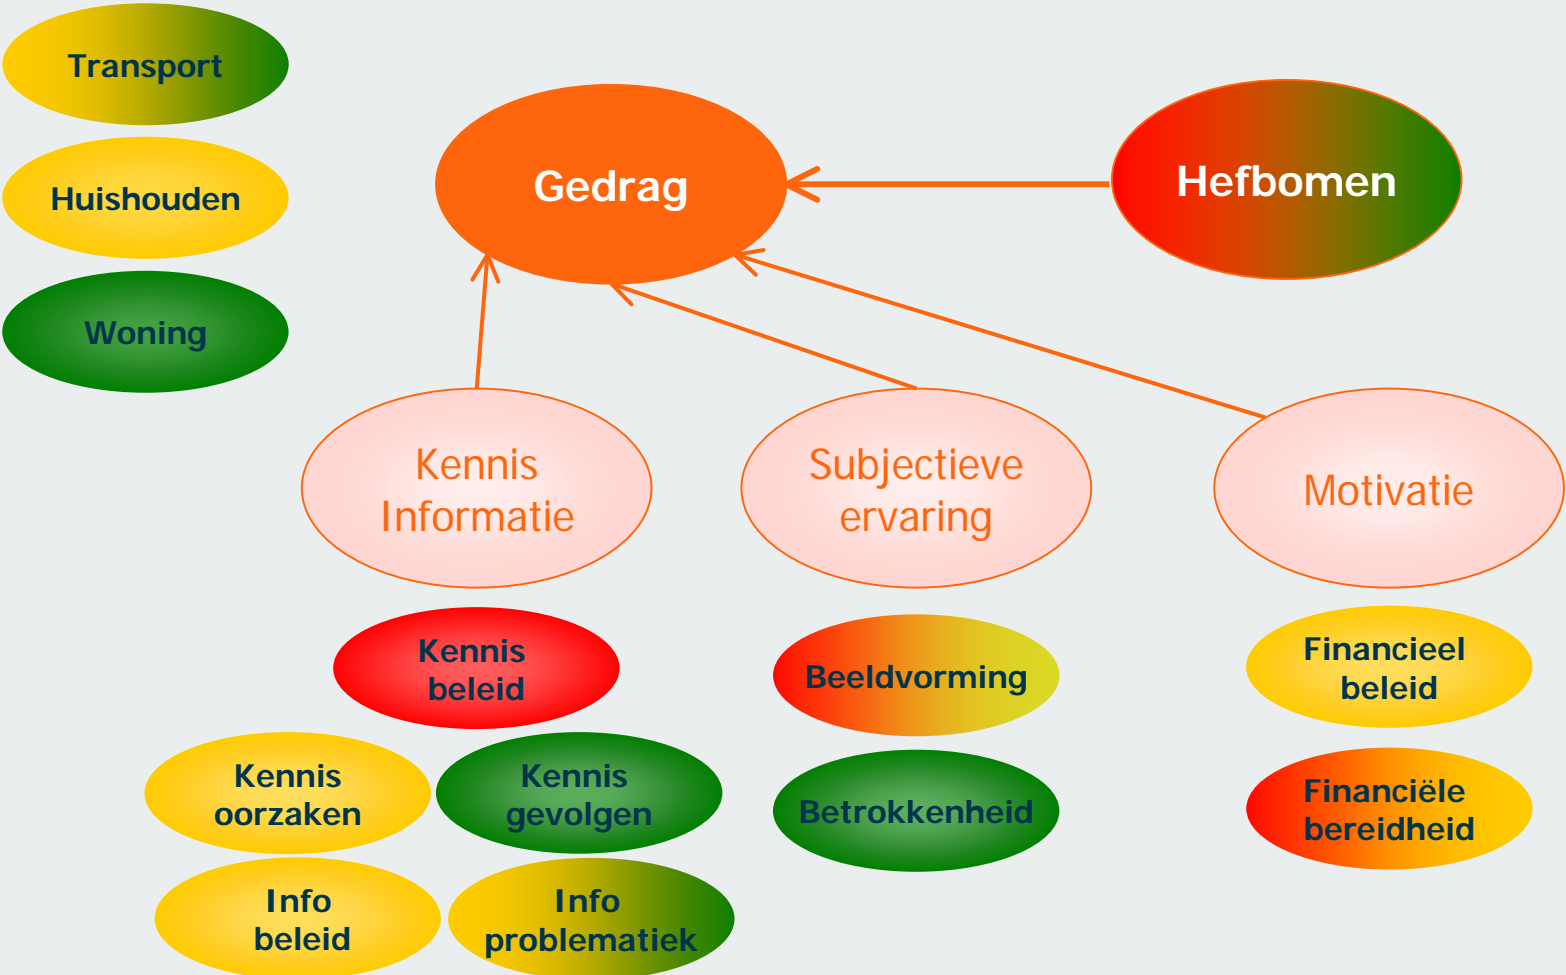 Transport
Huishouden
Woning
Gedrag
Hefbomen
Kennis
Informatie
Subjectieve
ervaring
Motivatie
Kennis
beleid
Kennis
oorzaken
Kennis
gevolgen
Info
beleid
Info
problematiek
Beeldvorming
Betrokkenheid
Financieel
beleid
Financiële
bereidheid